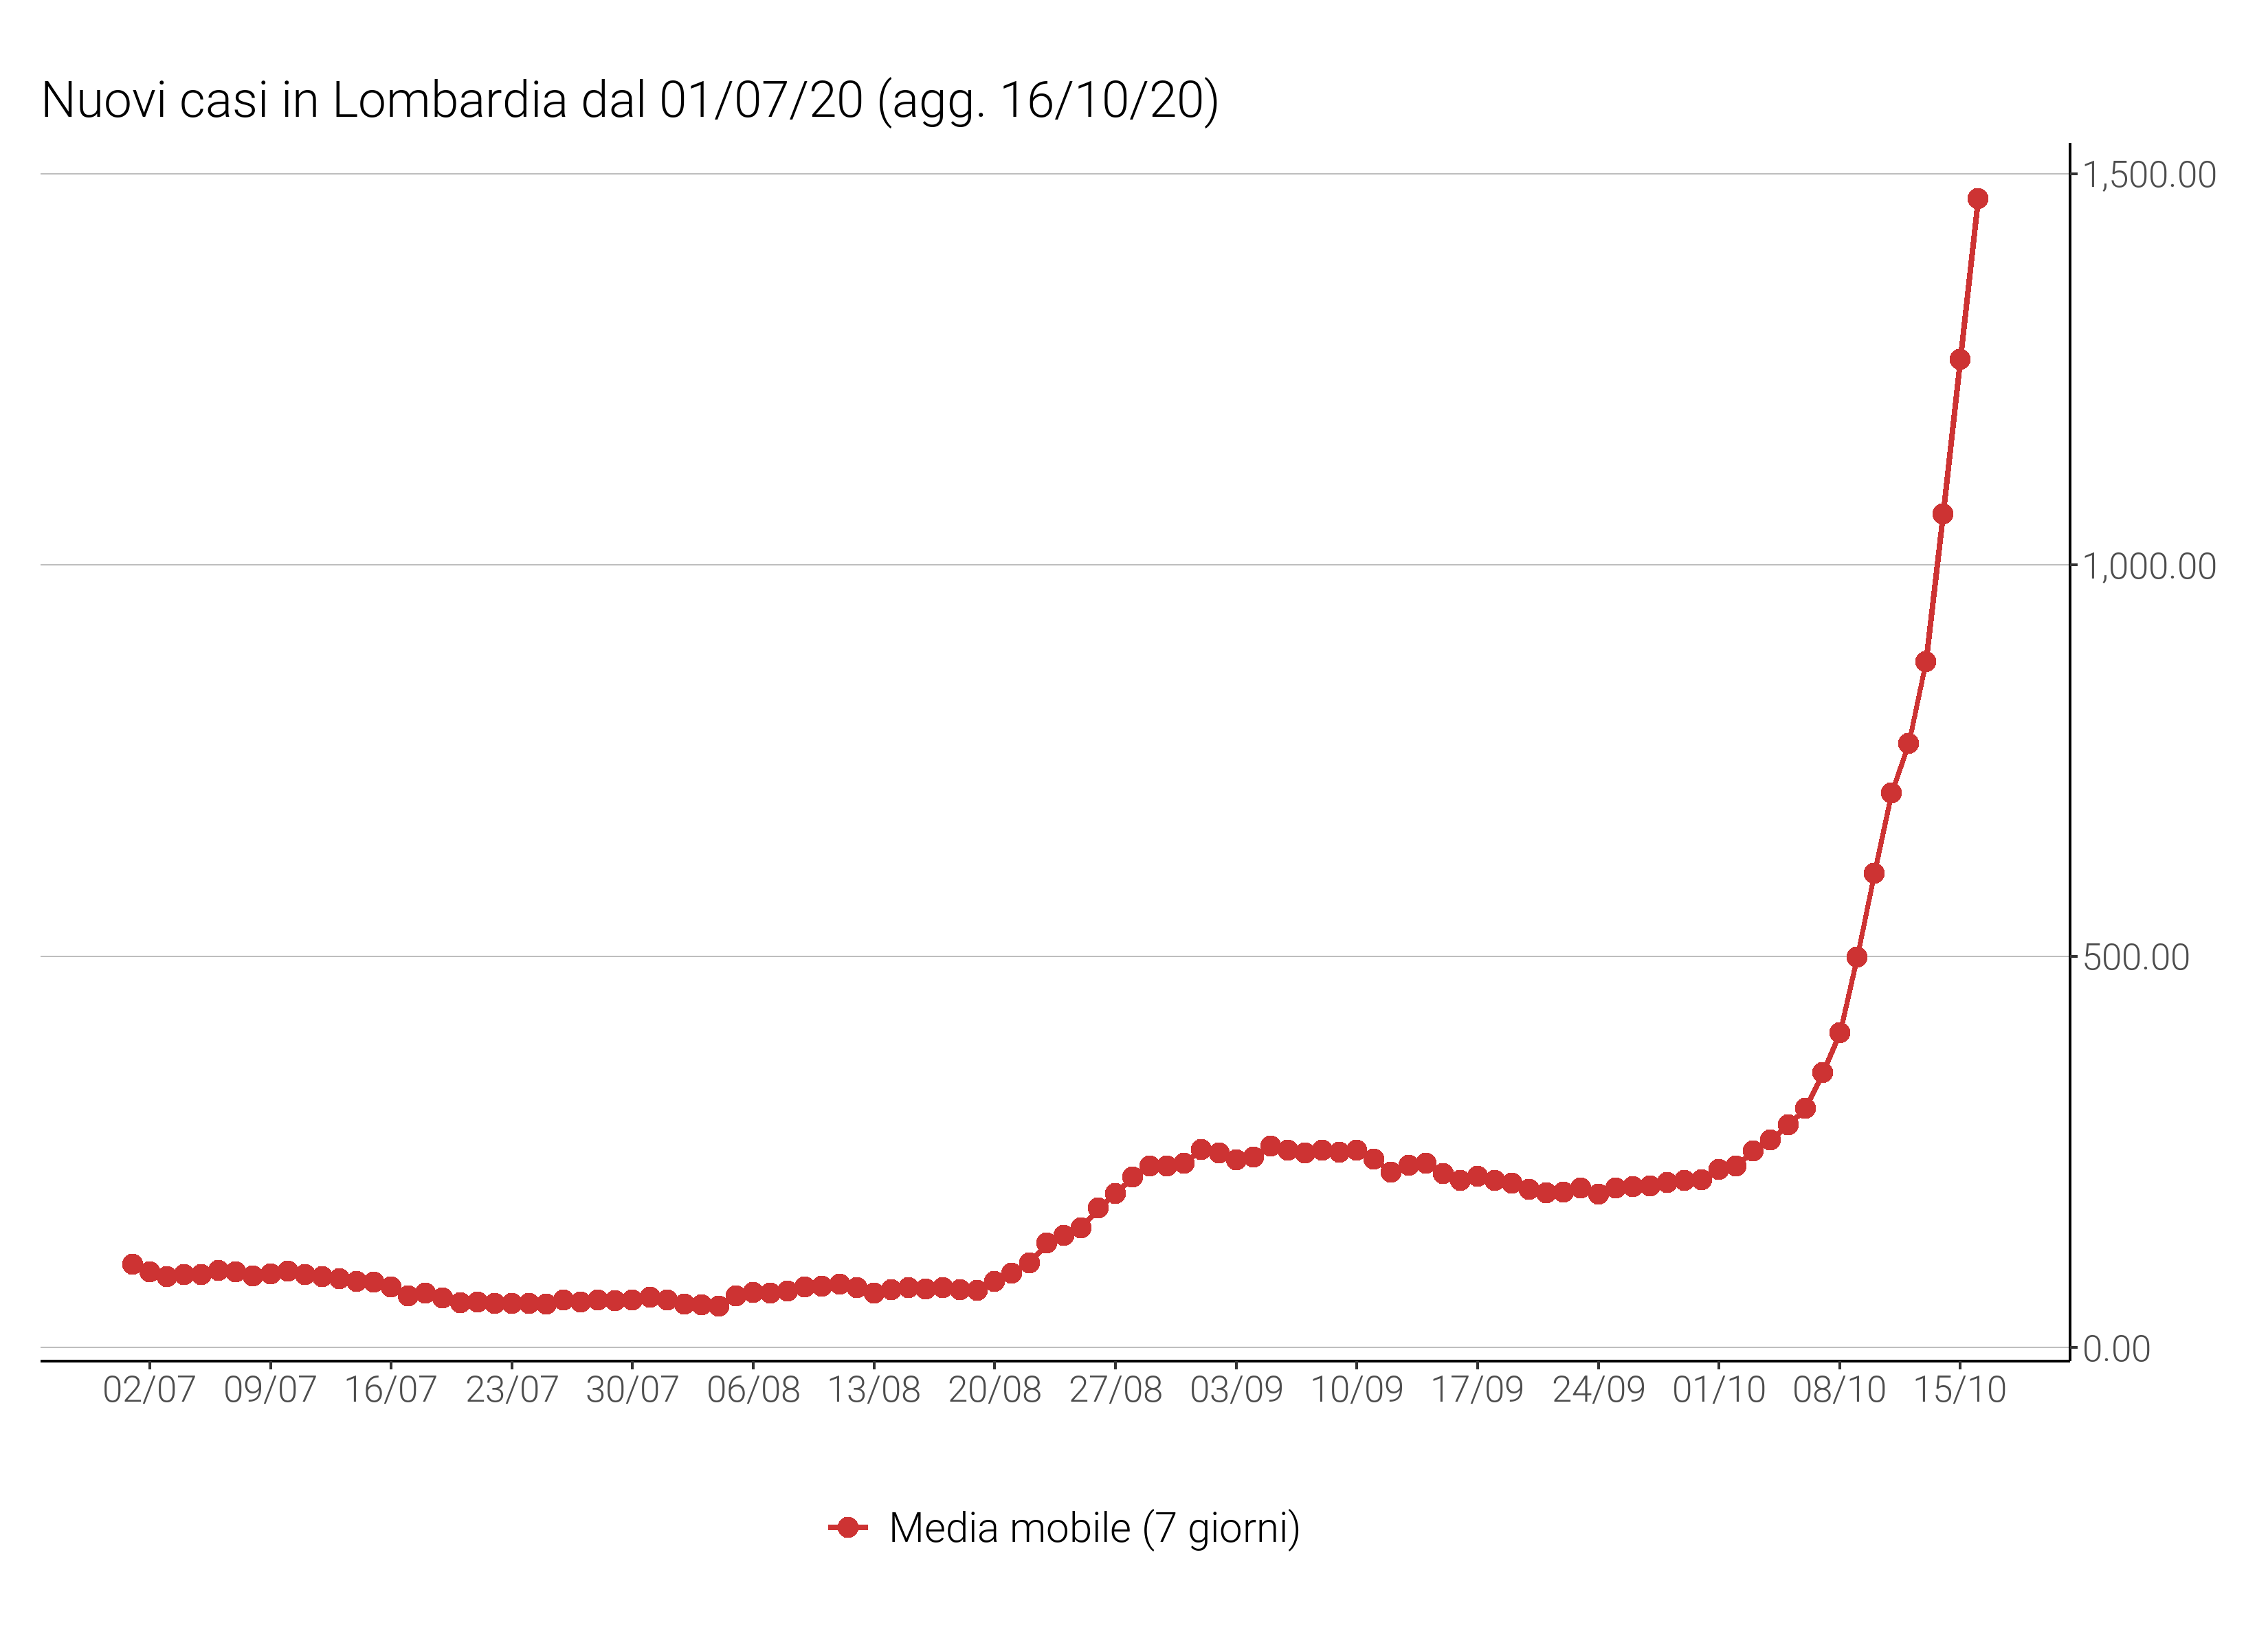 Nuovi casi in Lombardia dal 01/07/20 (agg. 16/10/20)
1,500.00
1,000.00
500.00
0.00
02/07 09/07 16/07 23/07 30/07 06/08 13/08 20/08 27/08 03/09 10/09 17/09 24/09 01/10 08/10 15/10
Media mobile (7 giorni)